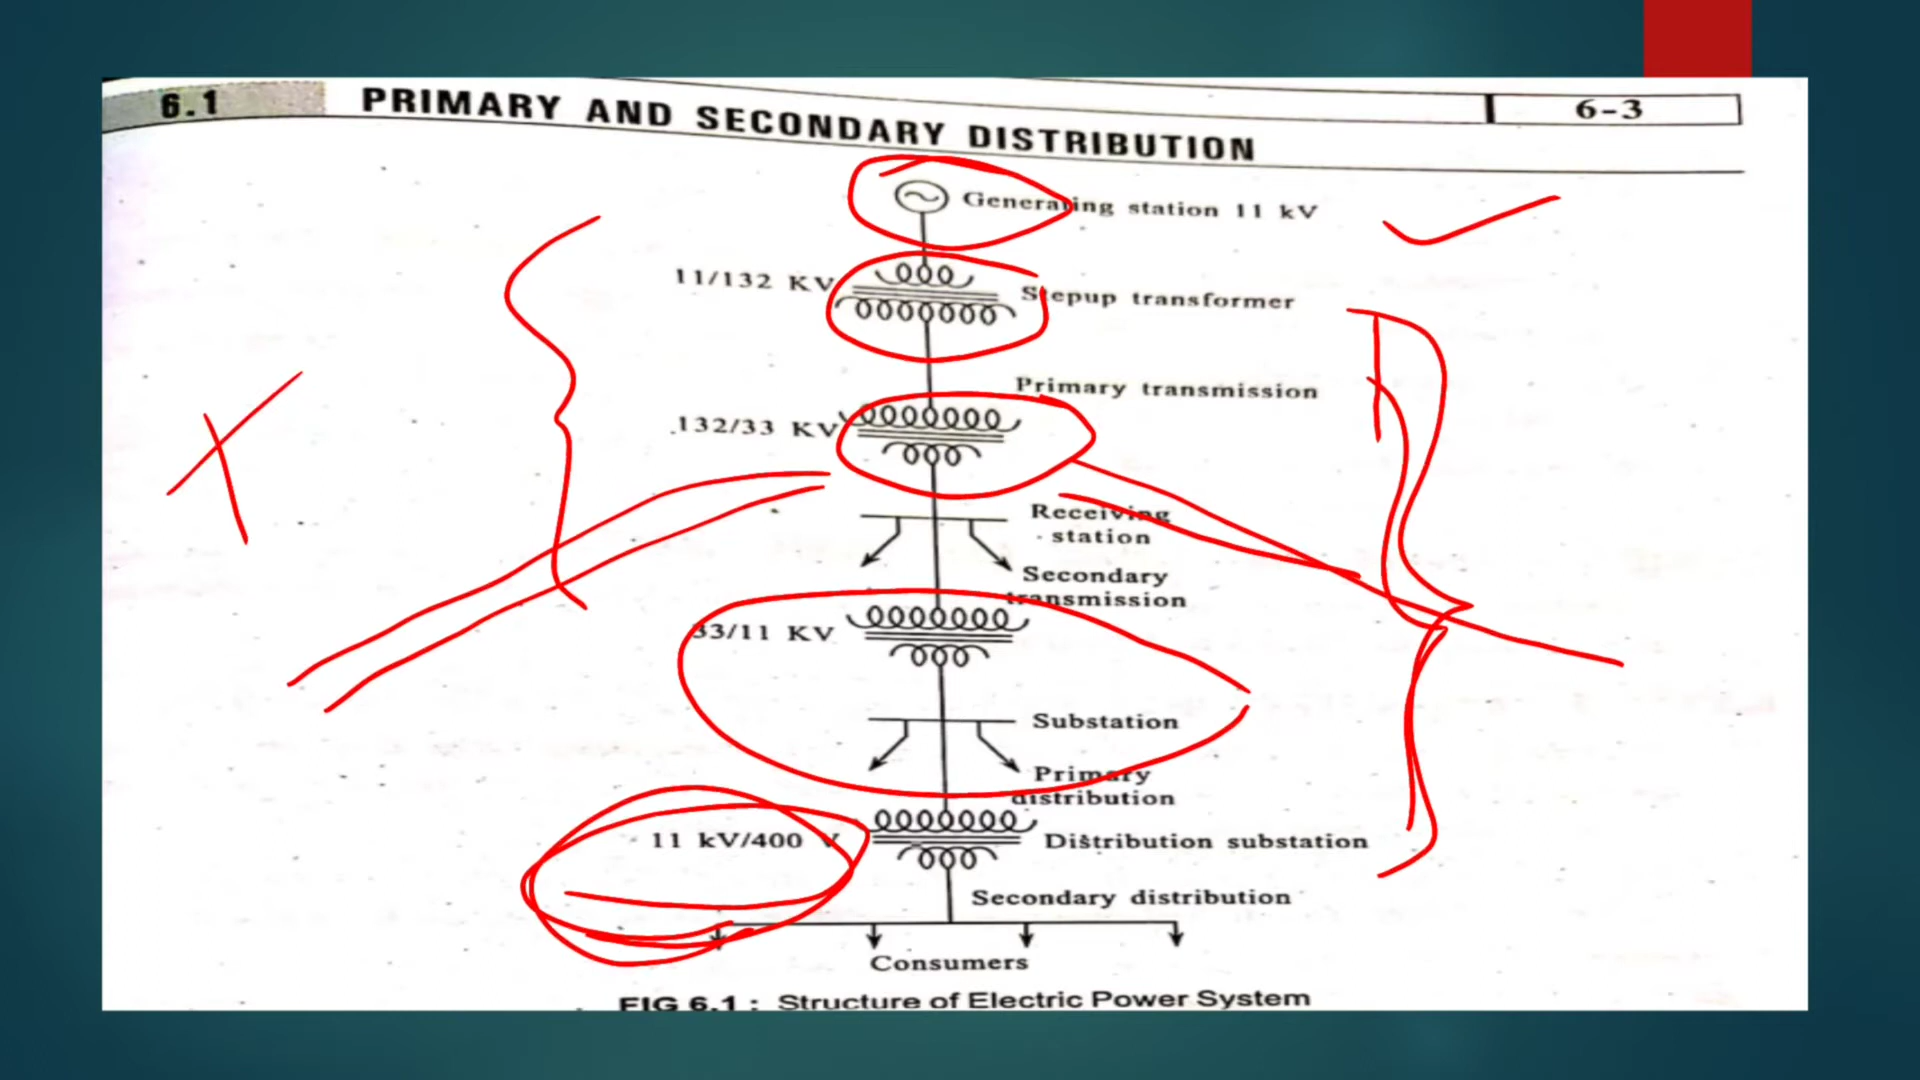 6.1 PRIMARY AND SECONDARY DISTRIBUTION 6-3
Generating station 11 kV
11/132 KV Stepup transformer
Primary transmission
132/33 KV
Receiving
station
Secondary
transmission
33/11 KV
Substation
Primary
distribution
11 kV/400 V Distribution substation
Secondary distribution
Consumers
FIG 6.1 : Structure of Electric Power System